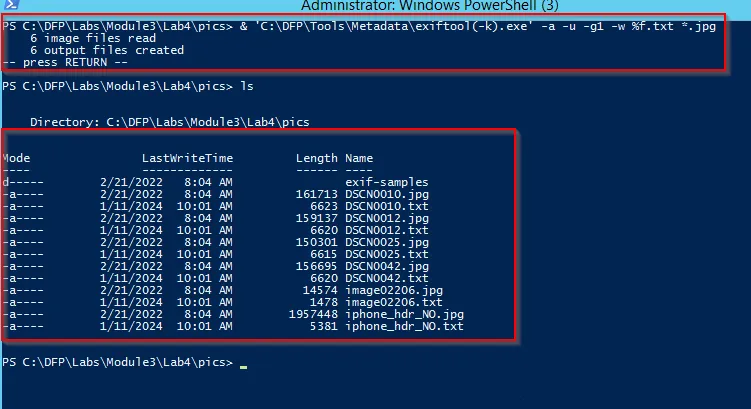 Administrator: Windows PowerShell (3)
PS C:\DFP\Labs\Module3\Lab4\pics> & 'C:\DFP\Tools\Metadata\exiftool(-k).exe' -a -u -g1 -w %f.txt *.jpg
    6 image files read
    6 output files created
-- press RETURN --
PS C:\DFP\Labs\Module3\Lab4\pics> ls
    Directory: C:\DFP\Labs\Module3\Lab4\pics
Mode                LastWriteTime         Length Name
----                -------------         ------ ----
d-----        2/21/2022   8:04 AM                exif-samples
-a----        2/21/2022   8:04 AM         161713 DSCN0010.jpg
-a----        1/11/2024  10:01 AM           6623 DSCN0010.txt
-a----        2/21/2022   8:04 AM         159137 DSCN0012.jpg
-a----        1/11/2024  10:01 AM           6620 DSCN0012.txt
-a----        2/21/2022   8:04 AM         150301 DSCN0025.jpg
-a----        1/11/2024  10:01 AM           6615 DSCN0025.txt
-a----        2/21/2022   8:04 AM         156695 DSCN0042.jpg
-a----        1/11/2024  10:01 AM           6620 DSCN0042.txt
-a----        2/21/2022   8:04 AM          14574 image02206.jpg
-a----        1/11/2024  10:01 AM           1478 image02206.txt
-a----        2/21/2022   8:04 AM        1957448 iphone_hdr_NO.jpg
-a----        1/11/2024  10:01 AM           5381 iphone_hdr_NO.txt
PS C:\DFP\Labs\Module3\Lab4\pics>